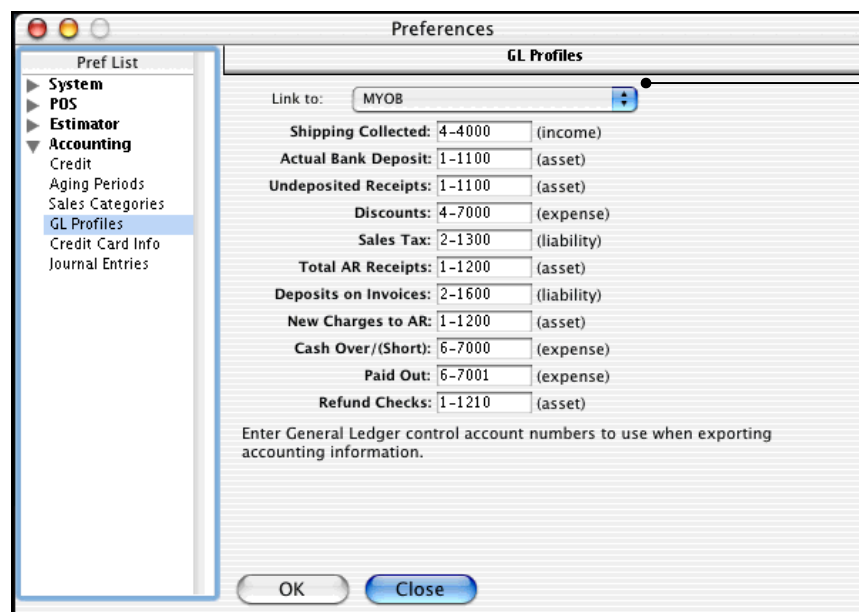 Preferences
Pref List
System
POS
Estimator
Accounting
Credit
Aging Periods
Sales Categories
GL Profiles
Credit Card Info
Journal Entries
GL Profiles
Link to: MYOB
Shipping Collected: 4-4000 (income)
Actual Bank Deposit: 1-1100 (asset)
Undeposited Receipts: 1-1100 (asset)
Discounts: 4-7000 (expense)
Sales Tax: 2-1300 (liability)
Total AR Receipts: 1-1200 (asset)
Deposits on Invoices: 2-1600 (liability)
New Charges to AR: 1-1200 (asset)
Cash Over/(Short): 6-7000 (expense)
Paid Out: 6-7001 (expense)
Refund Checks: 1-1210 (asset)
Enter General Ledger control account numbers to use when exporting
accounting information.
OK Close